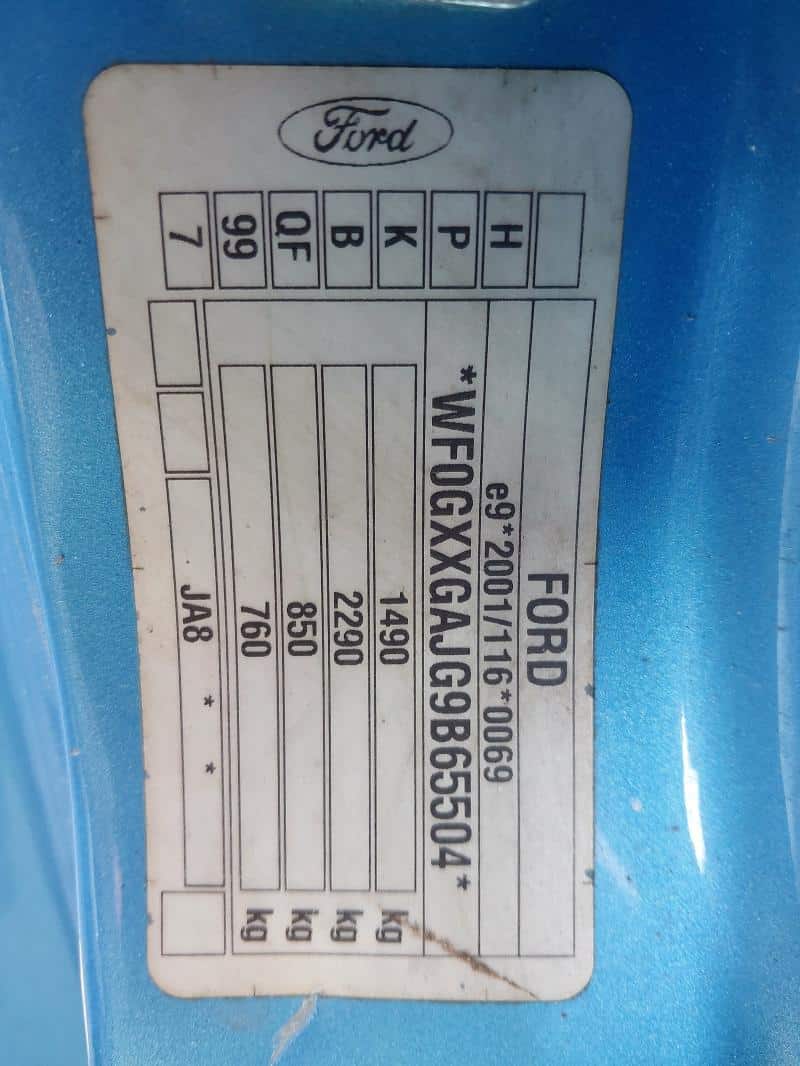 Ford
FORD
H e9*2001/116*0069
P *WF0GXXGAJG9B65504*
K 1490 kg
B 2290 kg
QF 850 kg
99 760 kg
7 JA8 * *